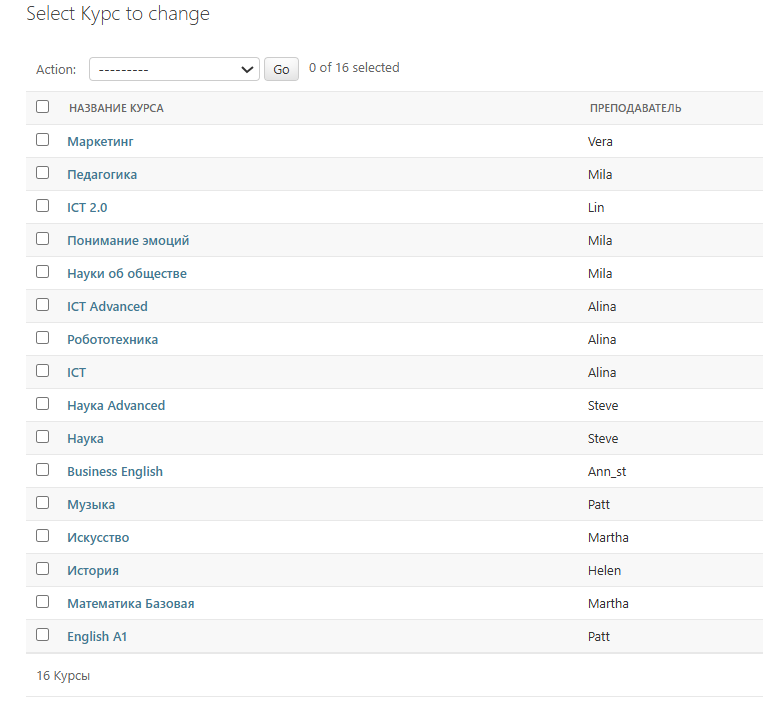 Select Курс to change
Action: --------- Go 0 of 16 selected
НАЗВАНИЕ КУРСА ПРЕПОДАВАТЕЛЬ
Маркетинг Vera
Педагогика Mila
ICT 2.0 Lin
Понимание эмоций Mila
Науки об обществе Mila
ICT Advanced Alina
Робототехника Alina
ICT Alina
Наука Advanced Steve
Наука Steve
Business English Ann_st
Музыка Patt
Искусство Martha
История Helen
Математика Базовая Martha
English A1 Patt
16 Курсы